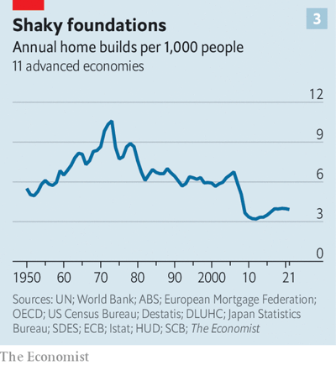 Shaky foundations
3
Annual home builds per 1,000 people
11 advanced economies
12
9
6
3
0
1950 60 70 80 90 2000 10 21
Sources: UN; World Bank; ABS; European Mortgage Federation;
OECD; US Census Bureau; Destatis; DLUHC; Japan Statistics
Bureau; SDES; ECB; Istat; HUD; SCB; The Economist
The Economist